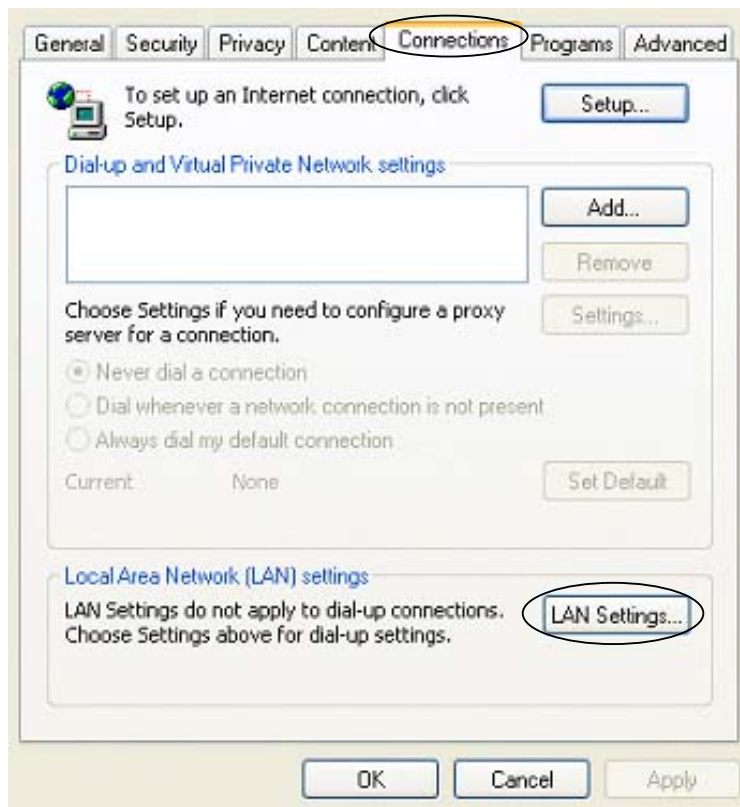 General Security Privacy Content Connections Programs Advanced
To set up an Internet connection, click
Setup.
Setup...
Dial-up and Virtual Private Network settings
Add...
Remove
Choose Settings if you need to configure a proxy
server for a connection.
Settings...
Never dial a connection
Dial whenever a network connection is not present
Always dial my default connection
Current None Set Default
Local Area Network (LAN) settings
LAN Settings do not apply to dial-up connections.
Choose Settings above for dial-up settings.
LAN Settings...
OK Cancel Apply